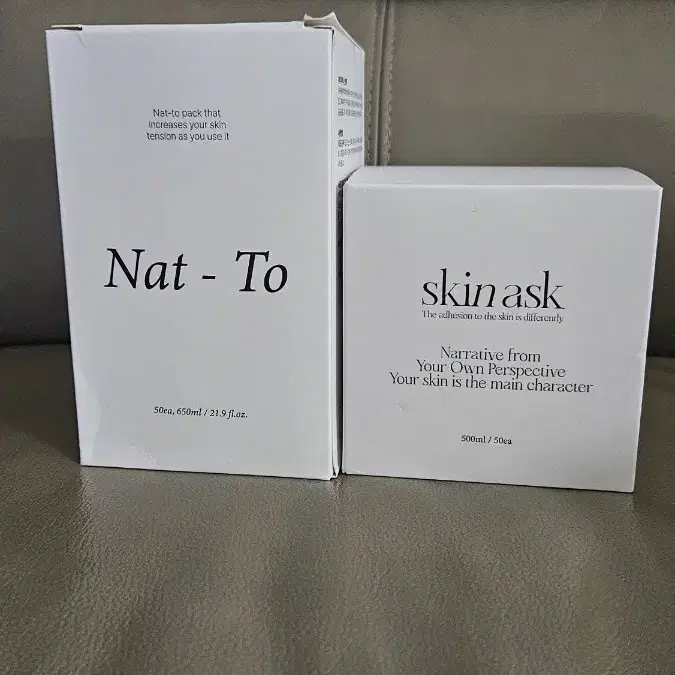 Nat-to pack that
increases your skin
tension as you use it
Nat - To
50ea, 650ml / 21.9 fl.oz.
skin ask
The adhesion to the skin is differently
Narrative from
Your Own Perspective
Your skin is the main character
500ml / 50ea